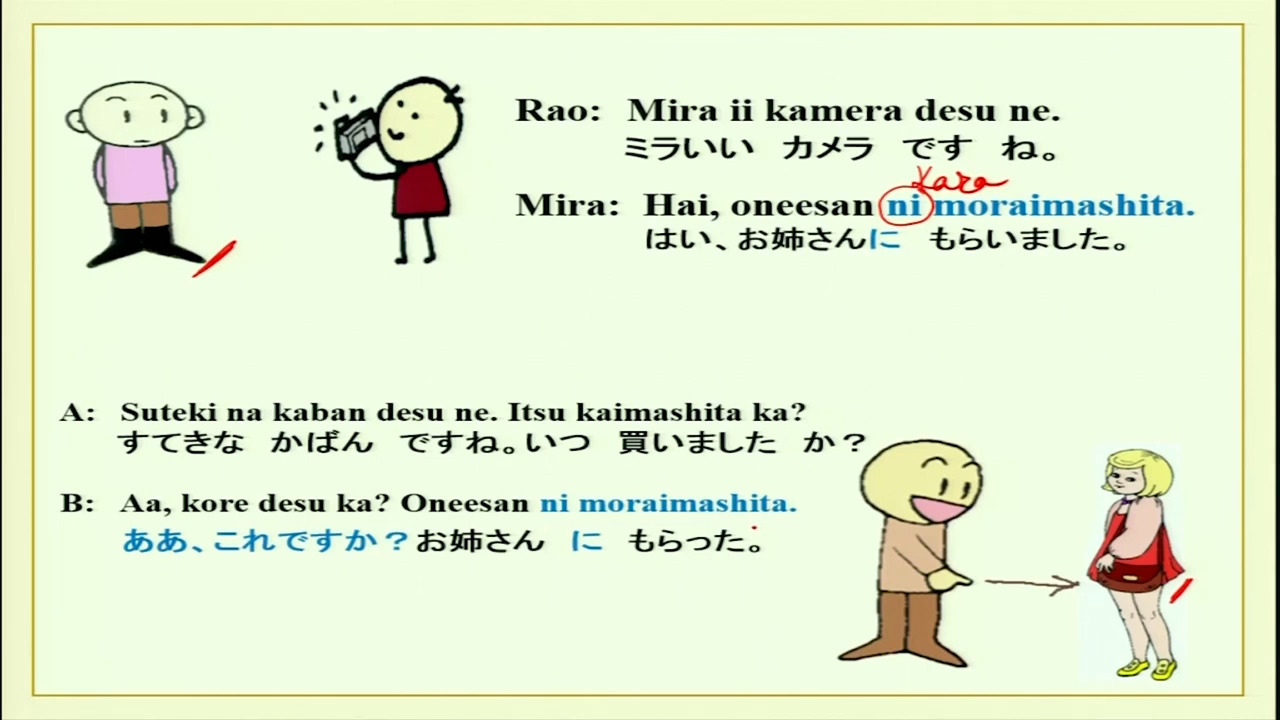 Rao: Mira ii kamera desu ne.
ミラいい カメラ です ね。
kara
Mira: Hai, oneesan ni moraimashita.
はい、お姉さんに もらいました。
A: Suteki na kaban desu ne. Itsu kaimashita ka?
すてきな かばん ですね。いつ 買いました か？
B: Aa, kore desu ka? Oneesan ni moraimashita.
ああ、これですか？お姉さん に もらった。